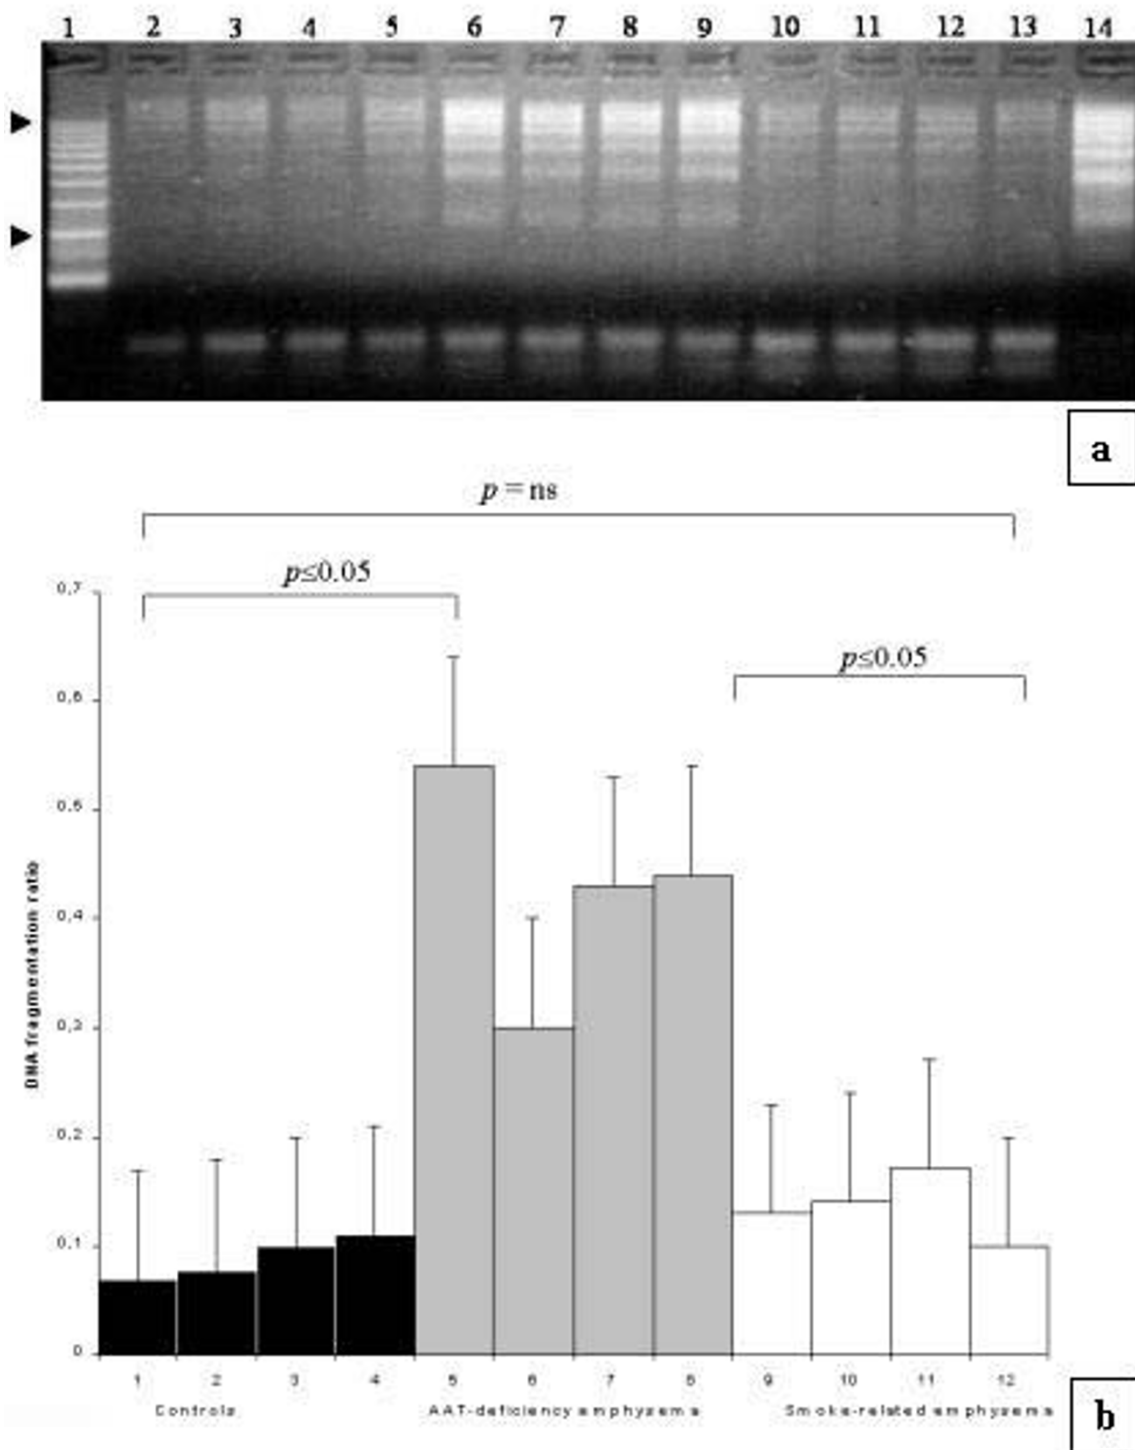 1 2 3 4 5 6 7 8 9 10 11 12 13 14
a
p = ns
p≤0.05
p≤0.05
0,7
0,6
0,5
0,4
0,3
0,2
0,1
0
DNA fragmentation ratio
1 2 3 4 5 6 7 8 9 10 11 12
Controls AAT-deficiency emphysema Smoke-related emphysema
b